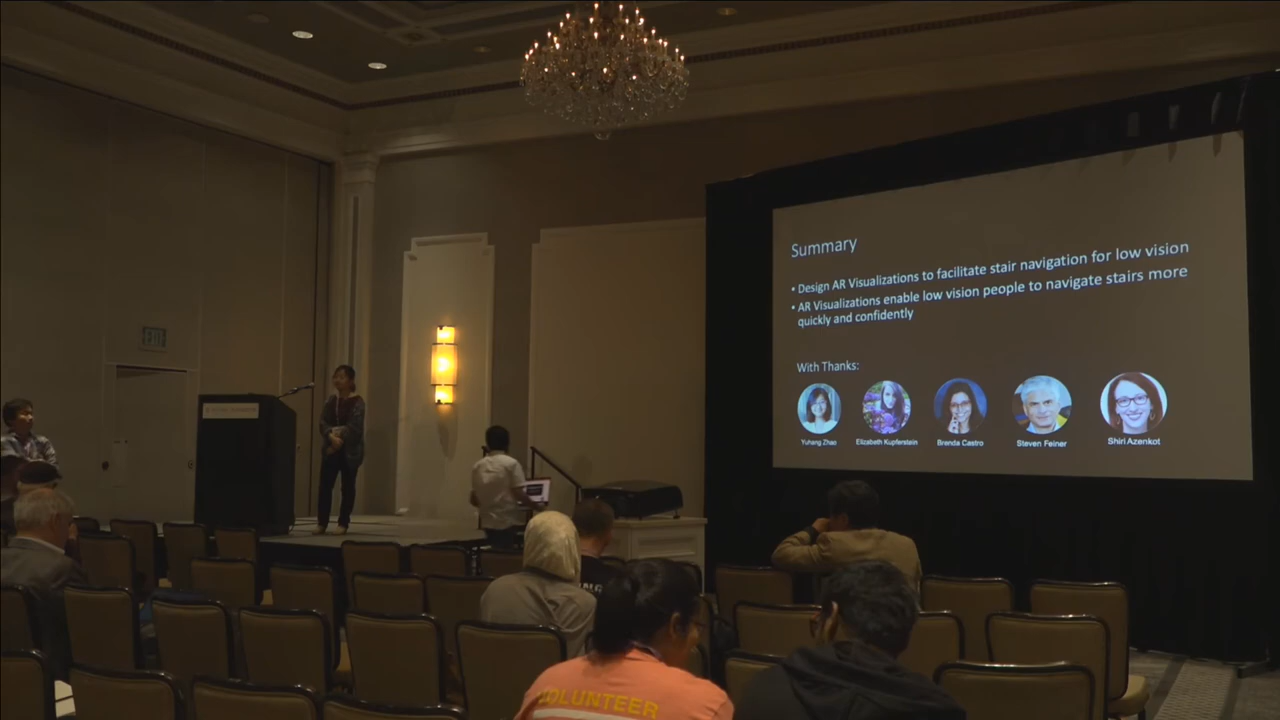 Summary
• Design AR Visualizations to facilitate stair navigation for low vision
• AR Visualizations enable low vision people to navigate stairs more
quickly and confidently
With Thanks:
Yuhang Zhao
Elizabeth Kupferstein
Brenda Castro
Steven Feiner
Shiri Azenkot
VOLUNTEER